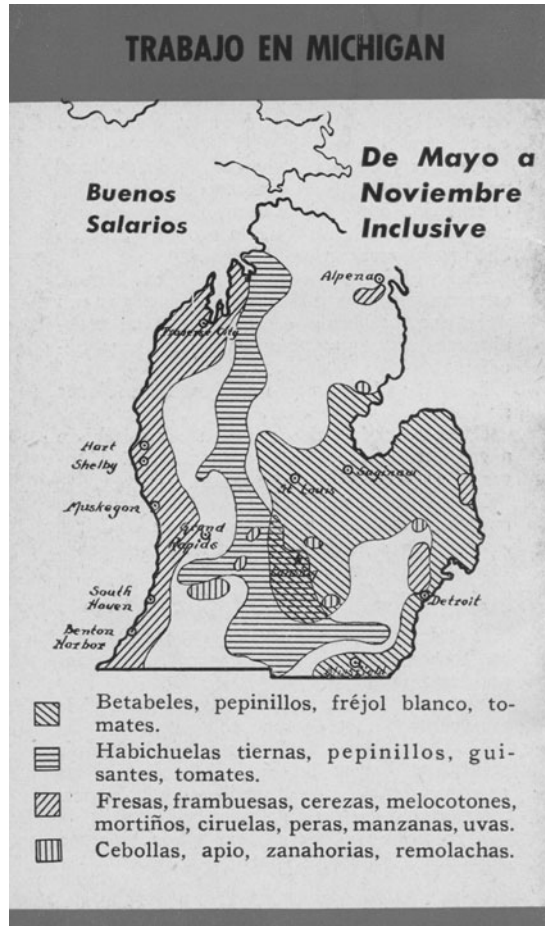 TRABAJO EN MICHIGAN
De Mayo a
Noviembre
Inclusive
Buenos
Salarios
Alpena
Traverse City
Hart
Shelby
Saginaw
St Louis
Muskegon
Grand
Rapids
Lansing
South
Haven
Detroit
Benton
Harbor
Blissfield
Betabeles, pepinillos, fréjol blanco, to-
mates.
Habichuelas tiernas, pepinillos, gui-
santes, tomates.
Fresas, frambuesas, cerezas, melocotones,
mortiños, ciruelas, peras, manzanas, uvas.
Cebollas, apio, zanahorias, remolachas.